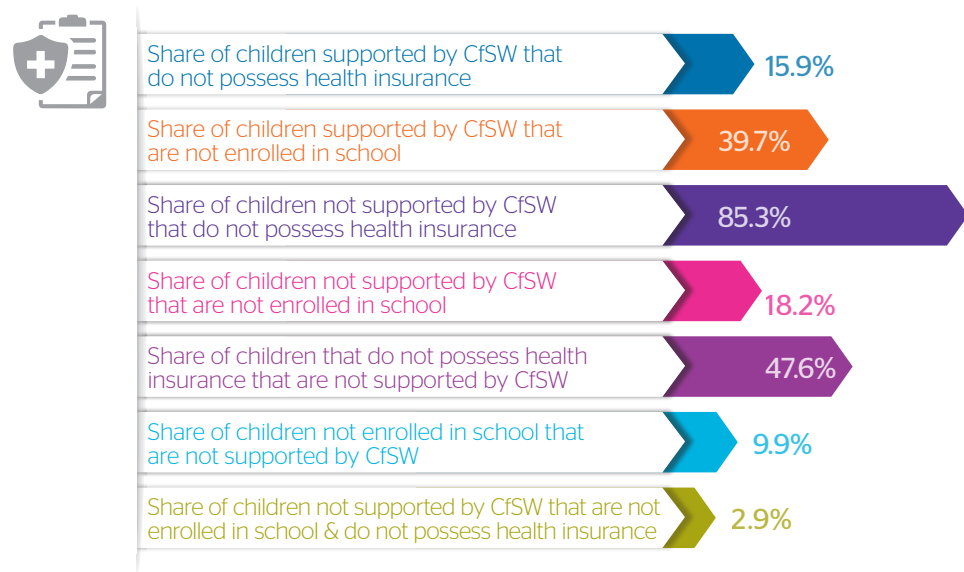 Share of children supported by CfSW that
do not possess health insurance
15.9%
Share of children supported by CfSW that
are not enrolled in school
39.7%
Share of children not supported by CfSW
that do not possess health insurance
85.3%
Share of children not supported by CfSW
that are not enrolled in school
18.2%
Share of children that do not possess health
insurance that are not supported by CfSW
47.6%
Share of children not enrolled in school that
are not supported by CfSW
9.9%
Share of children not supported by CfSW that are not
enrolled in school & do not possess health insurance
2.9%